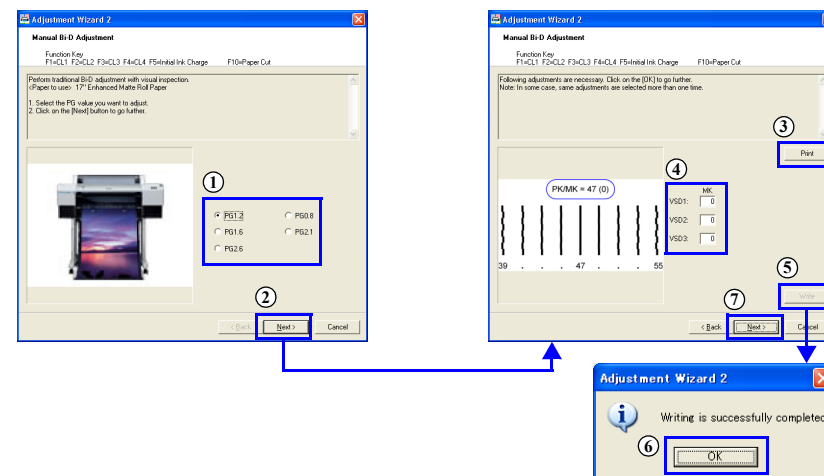 Adjustment Wizard 2
Manual Bi-D Adjustment
Function Key
F1=CL1 F2=CL2 F3=CL3 F4=CL4 F5=Initial Ink Charge F10=Paper Cut
Perform traditional Bi-D adjustment with visual inspection.
<Paper to use> 17" Enhanced Matte Roll Paper
1. Select the PG value you want to adjust.
2. Click on the [Next] button to go further.
1
PG1.2 PG0.8
PG1.6 PG2.1
PG2.6
2
< Back Next > Cancel
Adjustment Wizard 2
Manual Bi-D Adjustment
Function Key
F1=CL1 F2=CL2 F3=CL3 F4=CL4 F5=Initial Ink Charge F10=Paper Cut
Following adjustments are necessary. Click on the [OK] to go further.
Note: In some case, same adjustments are selected more than one time.
3
Print
4
PK/MK = 47 (0)
MK
VSD1: 0
VSD2: 0
VSD3: 0
39 . . . 47 . . . 55
5
Write
7
< Back Next > Cancel
Adjustment Wizard 2
Writing is successfully completed
6
OK